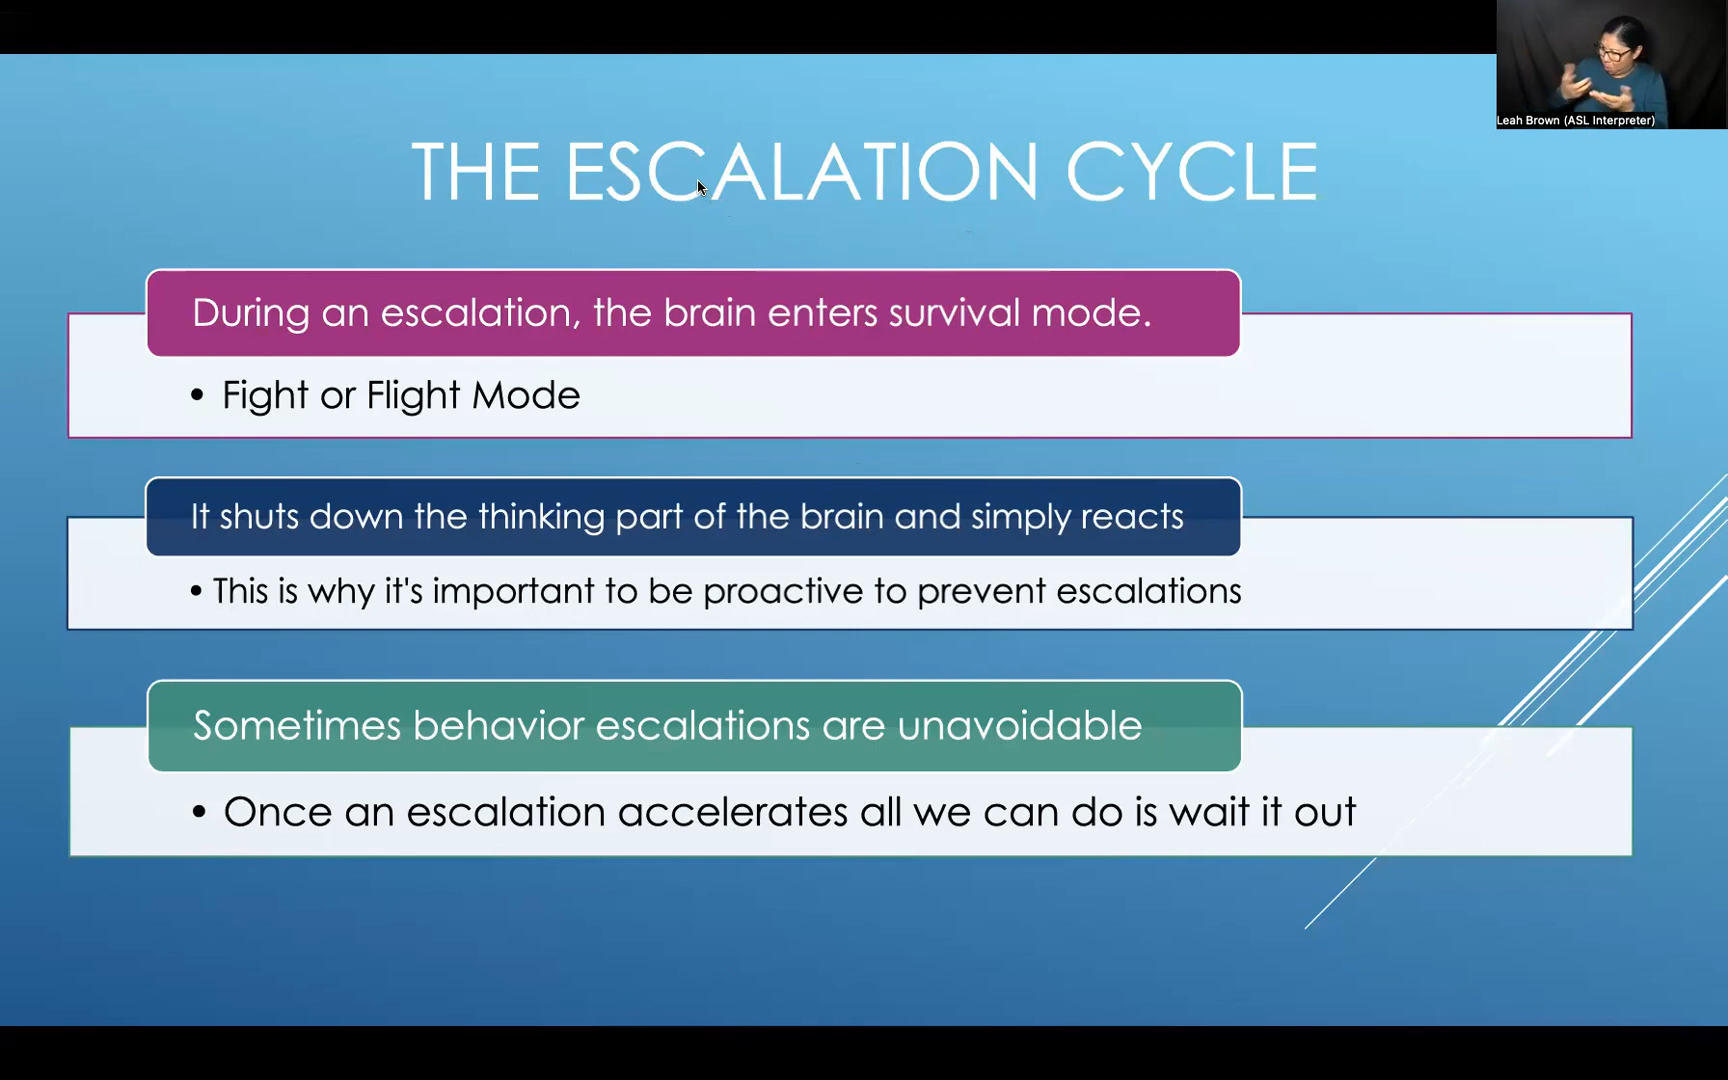 Leah Brown (ASL Interpreter)
THE ESCALATION CYCLE
During an escalation, the brain enters survival mode.
• Fight or Flight Mode
It shuts down the thinking part of the brain and simply reacts
• This is why it's important to be proactive to prevent escalations
Sometimes behavior escalations are unavoidable
• Once an escalation accelerates all we can do is wait it out